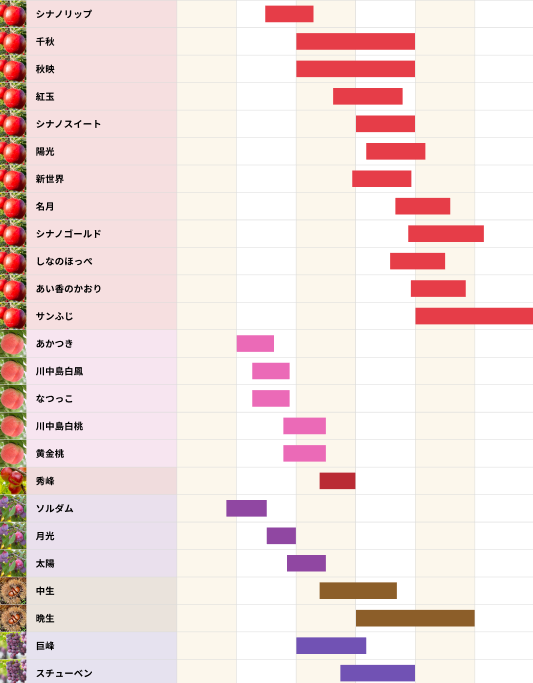 シナノリップ
千秋
秋映
紅玉
シナノスイート
陽光
新世界
名月
シナノゴールド
しなのほっぺ
あい香のかおり
サンふじ
あかつき
川中島白鳳
なつっこ
川中島白桃
黄金桃
秀峰
ソルダム
月光
太陽
中生
晩生
巨峰
スチューベン